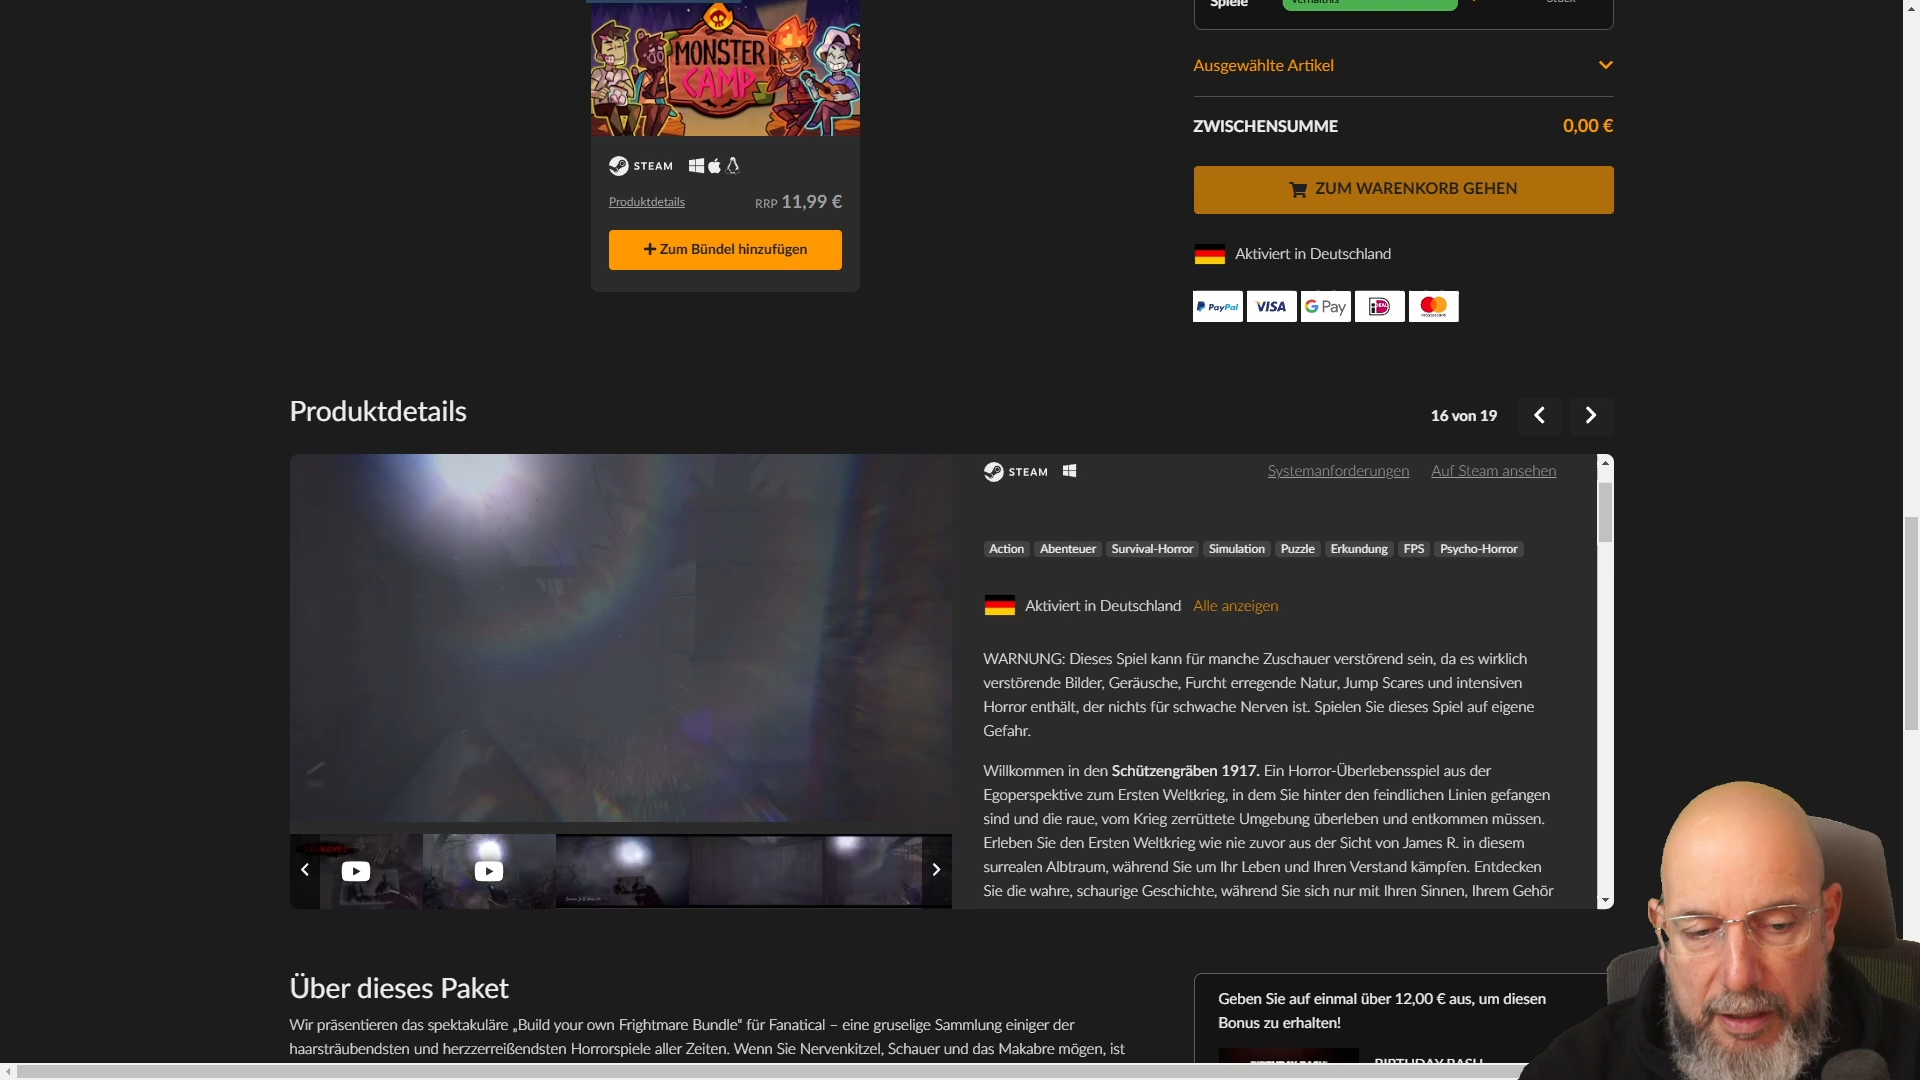 Spiele
MONSTER
CAMP
Ausgewählte Artikel
ZWISCHENSUMME
0,00 €
STEAM
Produktdetails
RRP 11,99 €
Zum Bündel hinzufügen
ZUM WARENKORB GEHEN
Aktiviert in Deutschland
PayPal
VISA
G Pay
iDEAL
mastercard
Produktdetails
16 von 19
STEAM
Systemanforderungen
Auf Steam ansehen
Action
Abenteuer
Survival-Horror
Simulation
Puzzle
Erkundung
FPS
Psycho-Horror
Aktiviert in Deutschland
Alle anzeigen
WARNUNG: Dieses Spiel kann für manche Zuschauer verstörend sein, da es wirklich
verstörende Bilder, Geräusche, Furcht erregende Natur, Jump Scares und intensiven
Horror enthält, der nichts für schwache Nerven ist. Spielen Sie dieses Spiel auf eigene
Gefahr.
Willkommen in den Schützengräben 1917. Ein Horror-Überlebensspiel aus der
Egoperspektive zum Ersten Weltkrieg, in dem Sie hinter den feindlichen Linien gefangen
sind und die raue, vom Krieg zerrüttete Umgebung überleben und entkommen müssen.
Erleben Sie den Ersten Weltkrieg wie nie zuvor aus der Sicht von James R. in diesem
surrealen Albtraum, während Sie um Ihr Leben und Ihren Verstand kämpfen. Entdecken
Sie die wahre, schaurige Geschichte, während Sie sich nur mit Ihren Sinnen, Ihrem Gehör
Über dieses Paket
Wir präsentieren das spektakuläre „Build your own Frightmare Bundle“ für Fanatical – eine gruselige Sammlung einiger der
haarsträubendsten und herzzerreißendsten Horrorspiele aller Zeiten. Wenn Sie Nervenkitzel, Schauer und das Makabre mögen, ist
Geben Sie auf einmal über 12,00 € aus, um diesen
Bonus zu erhalten!
BIRTHDAY BASH